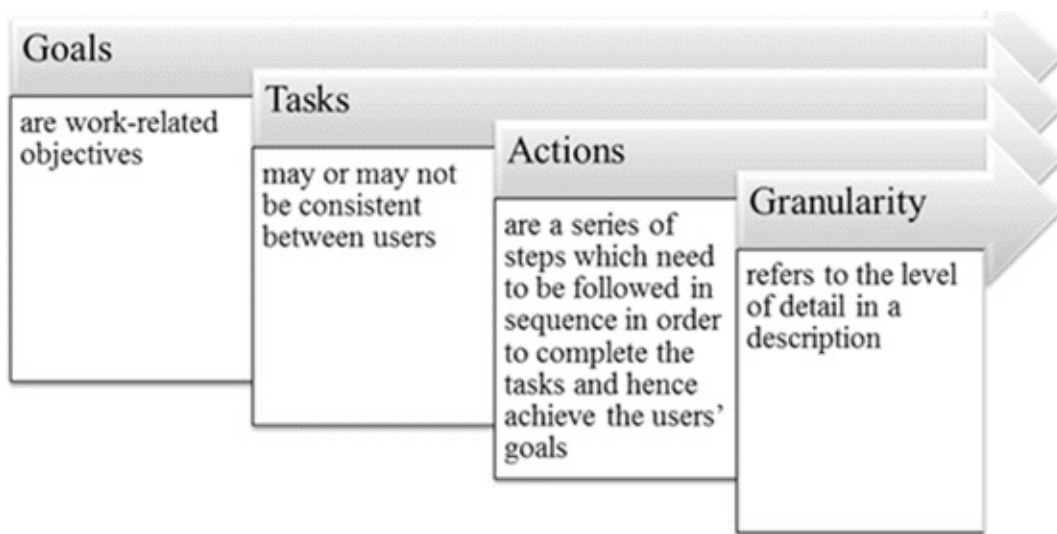 Goals
are work-related
objectives
Tasks
may or may not
be consistent
between users
Actions
are a series of
steps which need
to be followed in
sequence in order
to complete the
tasks and hence
achieve the users’
goals
Granularity
refers to the level
of detail in a
description